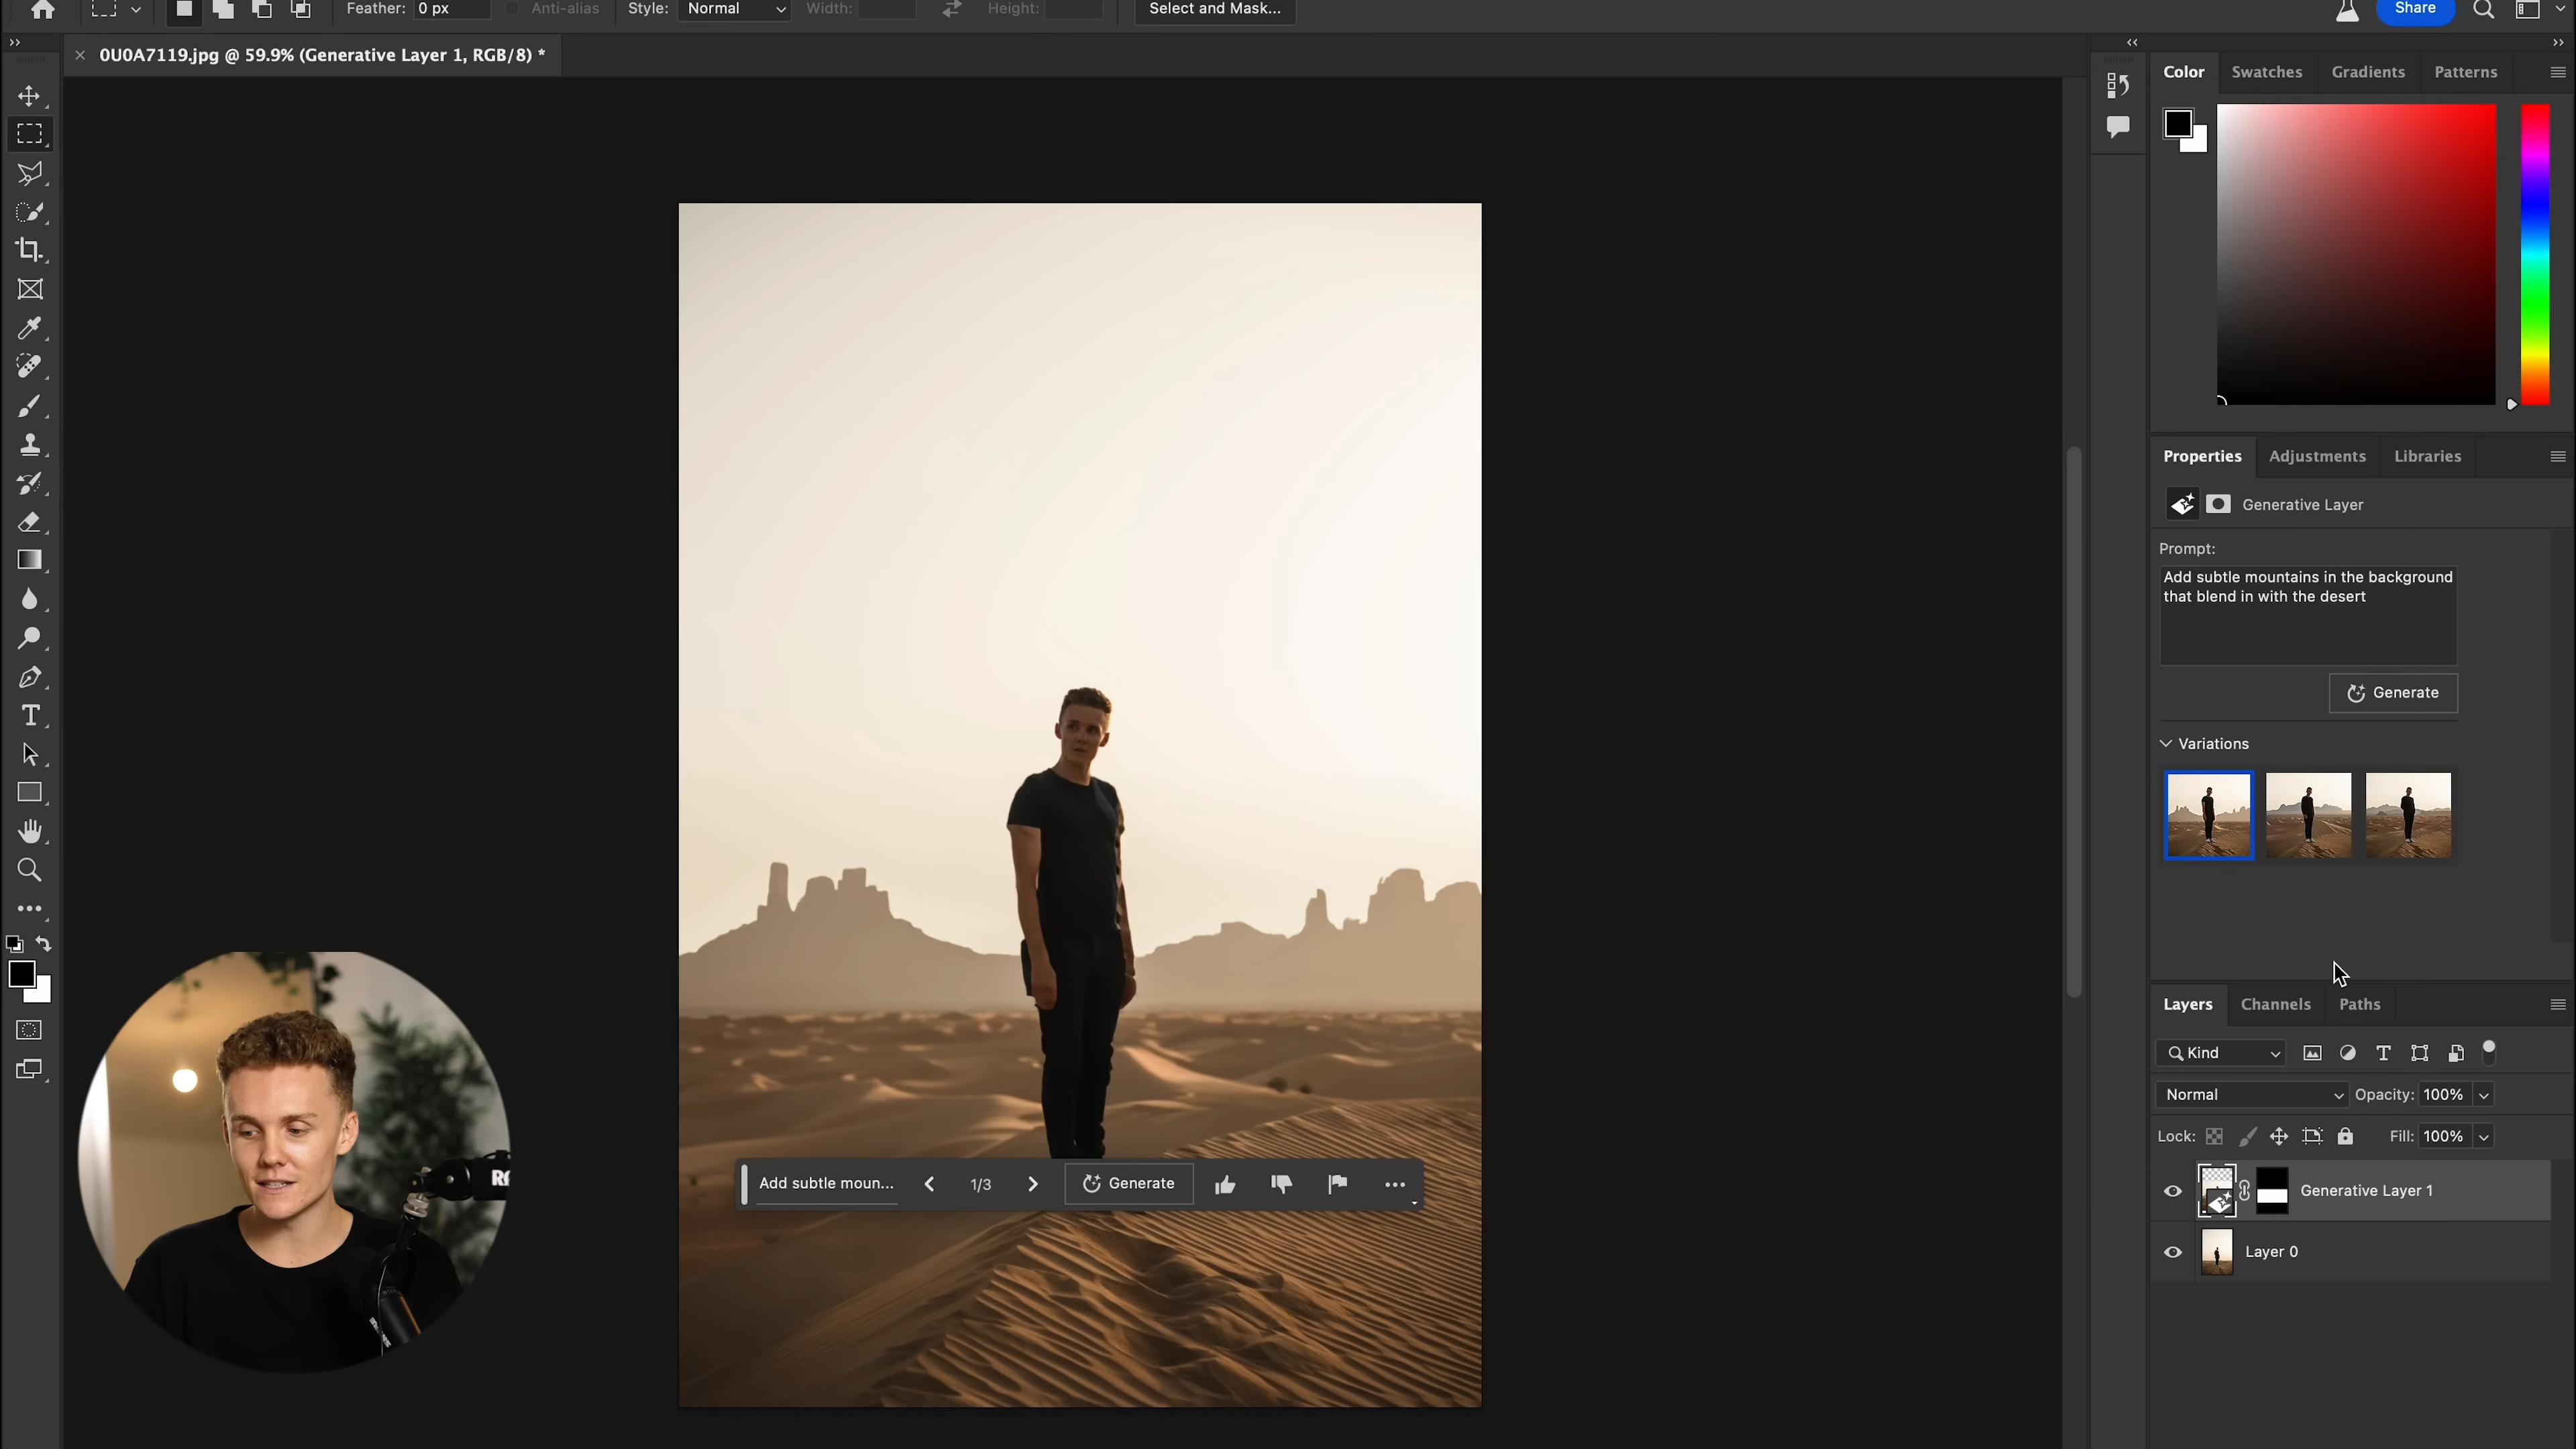 Feather: 0 px Anti-alias Style: Normal Width: Height: Select and Mask... Share
0U0A7119.jpg @ 59.9% (Generative Layer 1, RGB/8) *
Color Swatches Gradients Patterns
Properties Adjustments Libraries
Generative Layer
Prompt:
Add subtle mountains in the background
that blend in with the desert
Generate
Variations
Layers Channels Paths
Kind
Normal Opacity: 100%
Lock: Fill: 100%
Add subtle moun... 1/3 Generate
Generative Layer 1
Layer 0